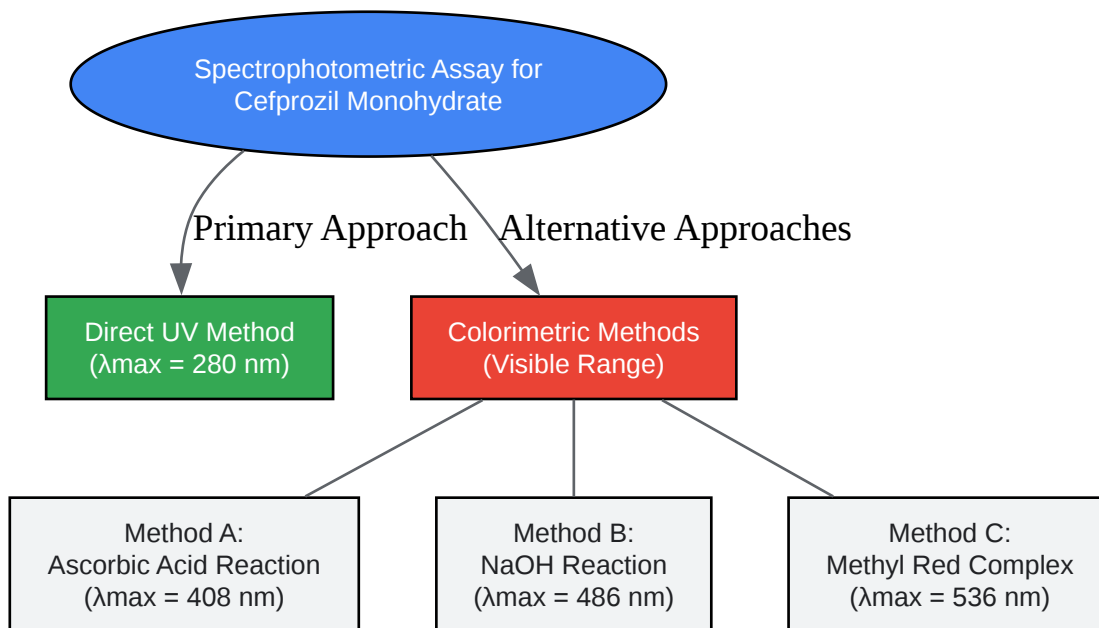 Spectrophotometric Assay for
Cefprozil Monohydrate
Primary Approach
Alternative Approaches
Direct UV Method
(λmax = 280 nm)
Colorimetric Methods
(Visible Range)
Method A:
Ascorbic Acid Reaction
(λmax = 408 nm)
Method B:
NaOH Reaction
(λmax = 486 nm)
Method C:
Methyl Red Complex
(λmax = 536 nm)